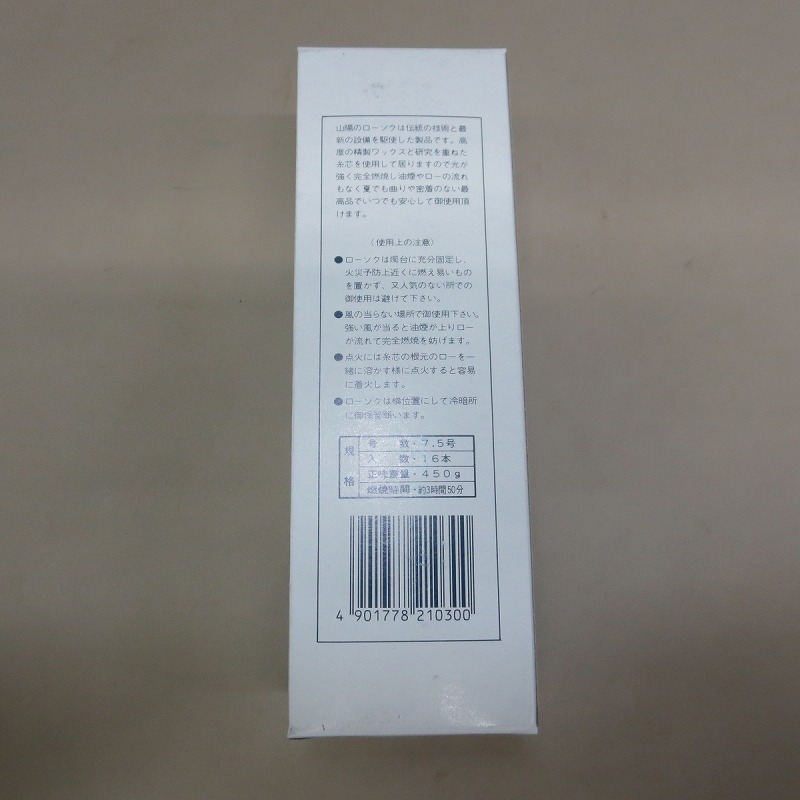 山陽のローソクは伝統の技術と最
新の設備を駆使した製品です。高
度の精製ワックスと研究を重ねた
糸芯を使用して居りますので光が
強く完全燃焼し油煙やローの流れ
もなく夏でも曲りや密着のない最
高品でいつでも安心して御使用頂
けます。
〈使用上の注意〉
●ローソクは燭台に充分固定し、
火災予防上近くに燃え易いもの
を置かず、又人気のない所での
御使用は避けて下さい。
●風の当らない場所で御使用下さい。
強い風が当ると油煙が上りロー
が流れて完全燃焼を妨げます。
●点火には糸芯の根元のローを一
緒に溶かす様に点火すると容易
に着火します。
●ローソクは横位置にして冷暗所
に御保管願います。
規格
号 数・7.5号
入 数・16本
正味重量・450g
燃焼時間・約3時間50分
4 901778 210300